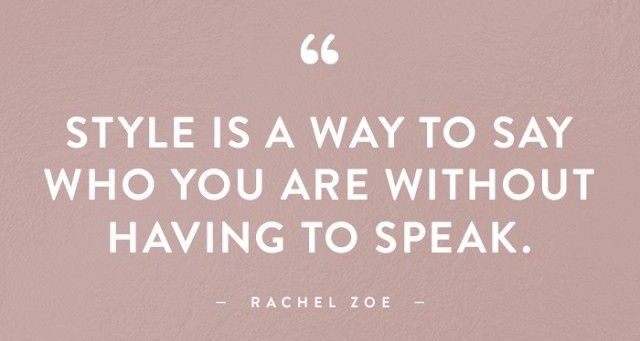 “
STYLE IS A WAY TO SAY
WHO YOU ARE WITHOUT
HAVING TO SPEAK.
– RACHEL ZOE –